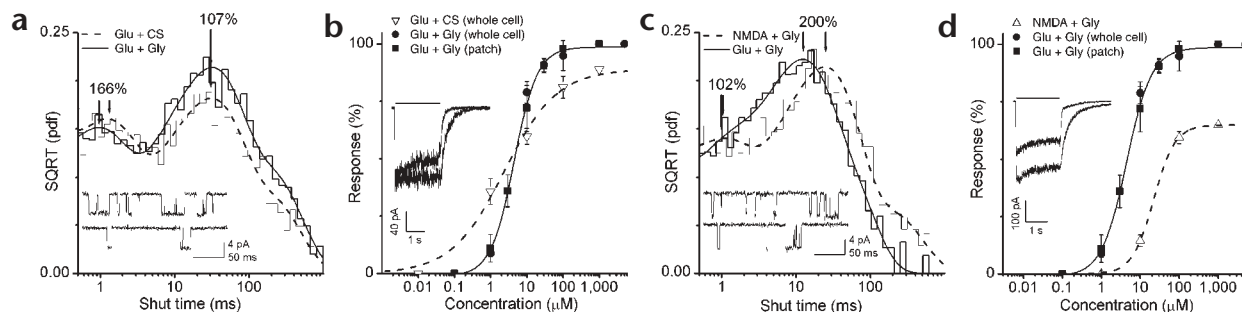 a
0.25
SQRT (pdf)
0.00
Glu + CS
Glu + Gly
107%
166%
4 pA
50 ms
1
10
100
Shut time (ms)
b
Glu + CS (whole cell)
Glu + Gly (whole cell)
Glu + Gly (patch)
100
Response (%)
0
40 pA
1 s
0.01 0.1 1 10 100 1,000
Concentration (μM)
c
0.25
SQRT (pdf)
0.00
NMDA + Gly
Glu + Gly
200%
102%
4 pA
50 ms
1 10 100
Shut time (ms)
d
NMDA + Gly
Glu + Gly (whole cell)
Glu + Gly (patch)
100
Response (%)
0
100 pA
1 s
0.01 0.1 1 10 100 1,000
Concentration (μM)